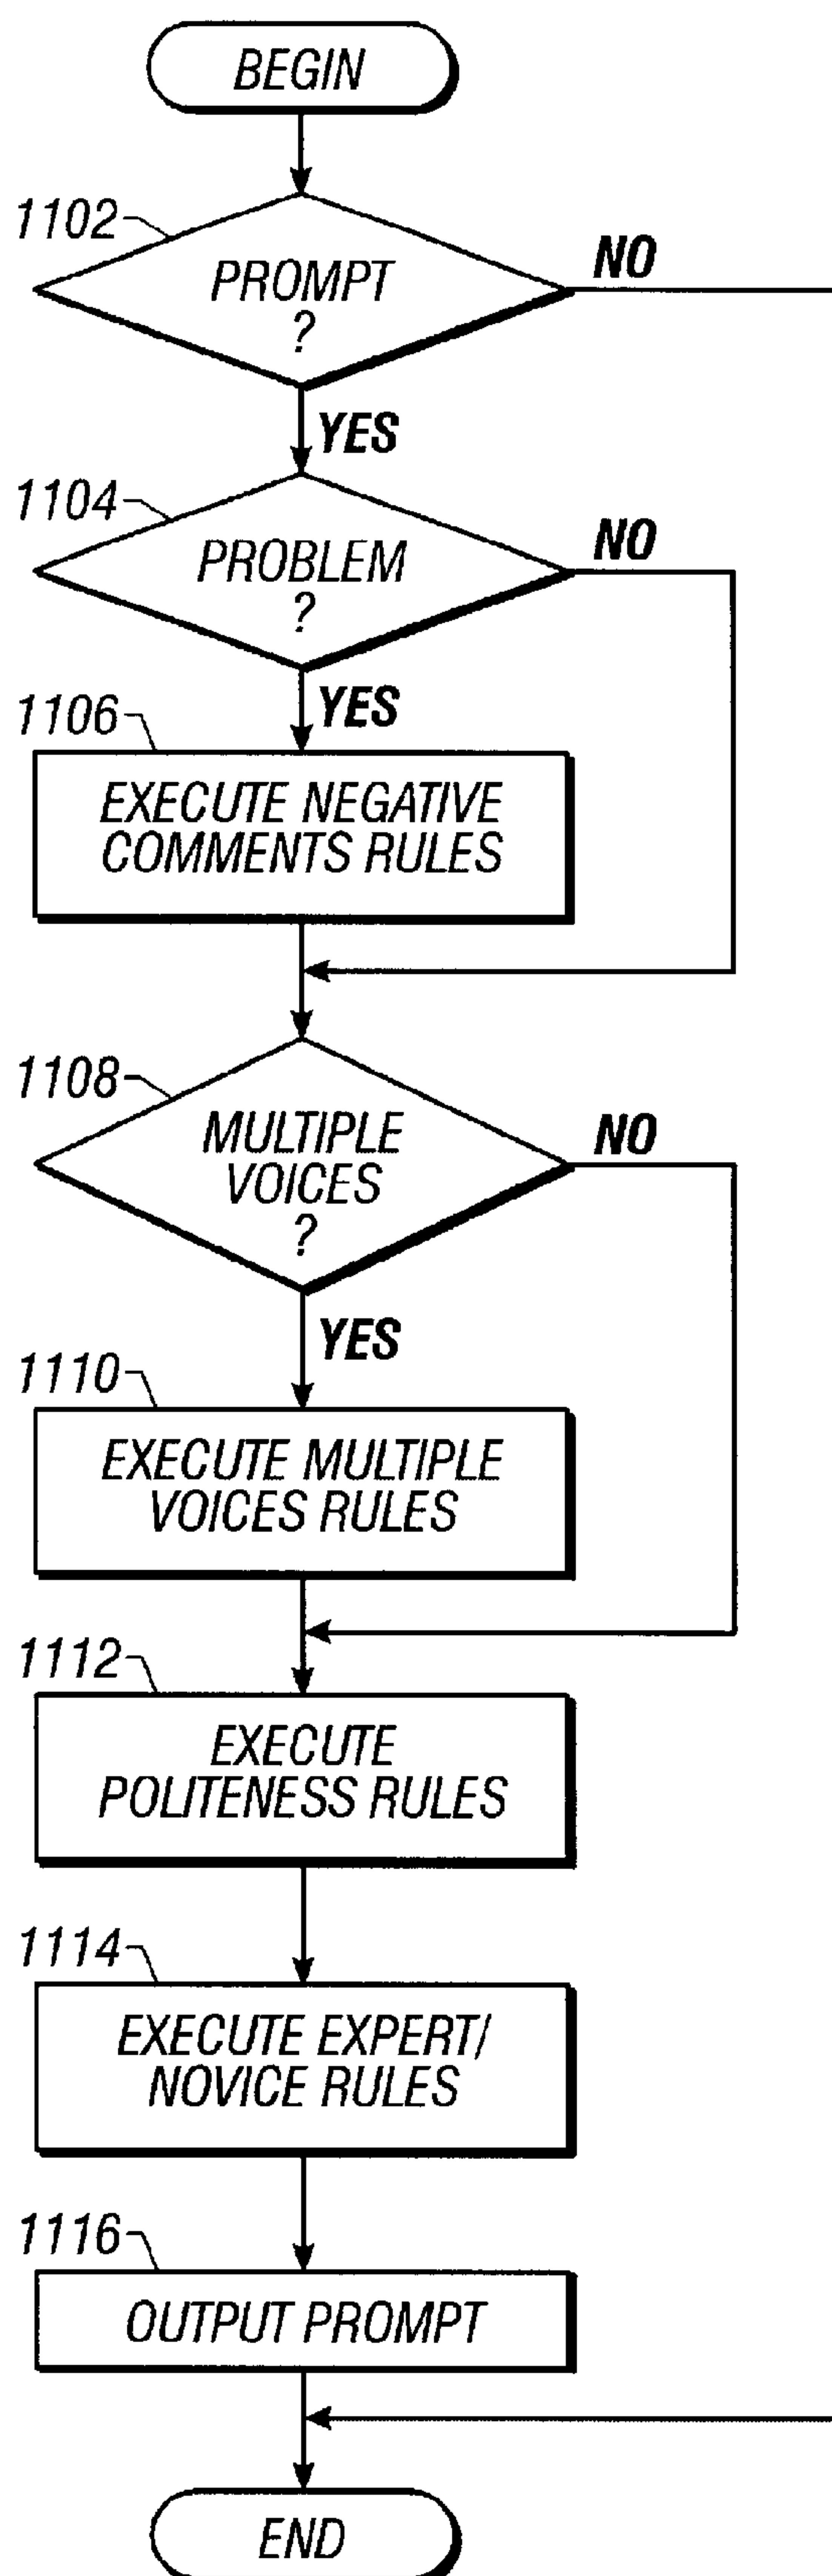 BEGIN
1102
PROMPT
?
NO
YES
1104
PROBLEM
?
NO
YES
1106
EXECUTE NEGATIVE
COMMENTS RULES
1108
MULTIPLE
VOICES
?
NO
YES
1110
EXECUTE MULTIPLE
VOICES RULES
1112
EXECUTE
POLITENESS RULES
1114
EXECUTE EXPERT/
NOVICE RULES
1116
OUTPUT PROMPT
END